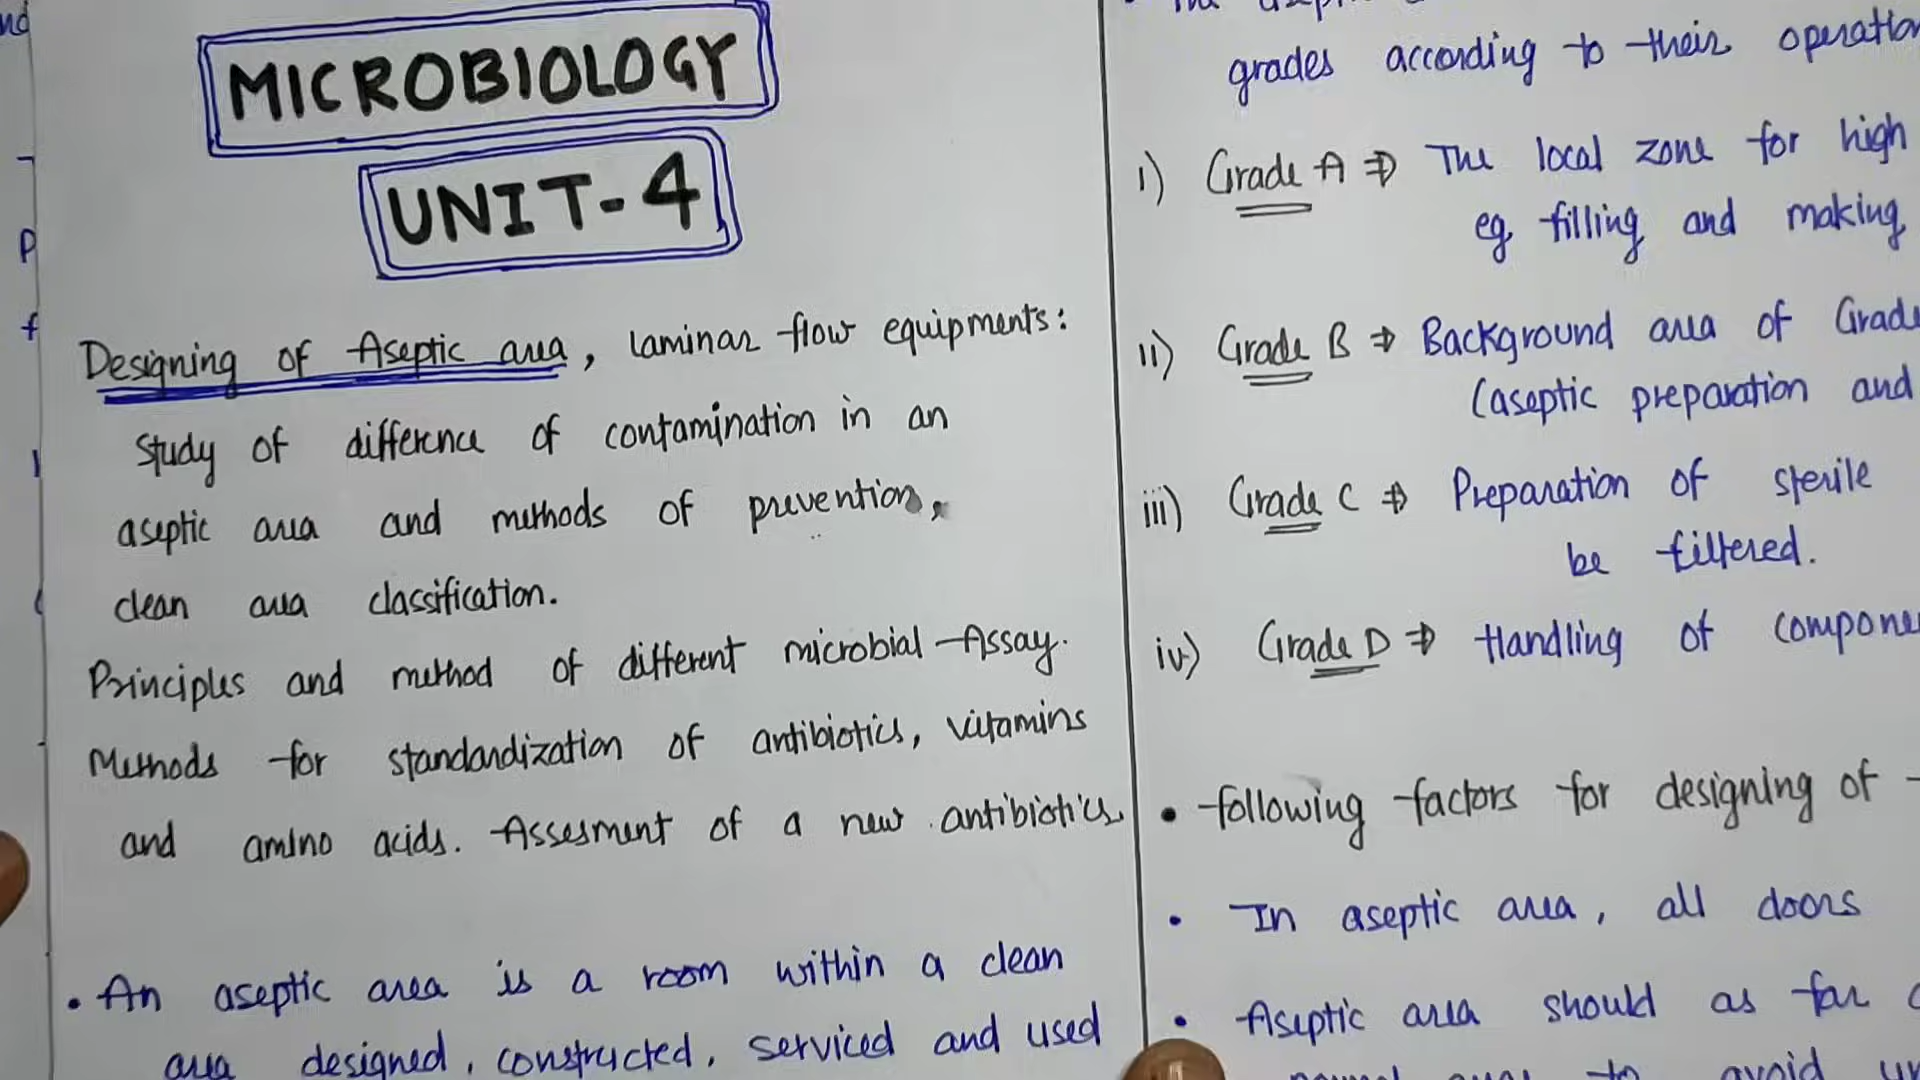 MICROBIOLOGY
UNIT-4
Designing of Aseptic area, laminar flow equipments:
Study of difference of contamination in an
aseptic area and methods of prevention,
clean area classification.
Principles and method of different microbial Assay.
Methods for standardization of antibiotics, vitamins
and amino acids. Assesment of a new antibiotics.
• An aseptic area is a room within a clean
area designed, constructed, serviced and used
grades according to their
i) Grade A ⇒ The local zone for high
eg filling and making
ii) Grade B ⇒ Background area of
(aseptic preparation and
iii) Grade C ⇒ Preparation of sterile
be filtered.
iv) Grade D ⇒ Handling of
• following factors for designing of
• In aseptic area, all doors
• Aseptic area should as far
to avoid